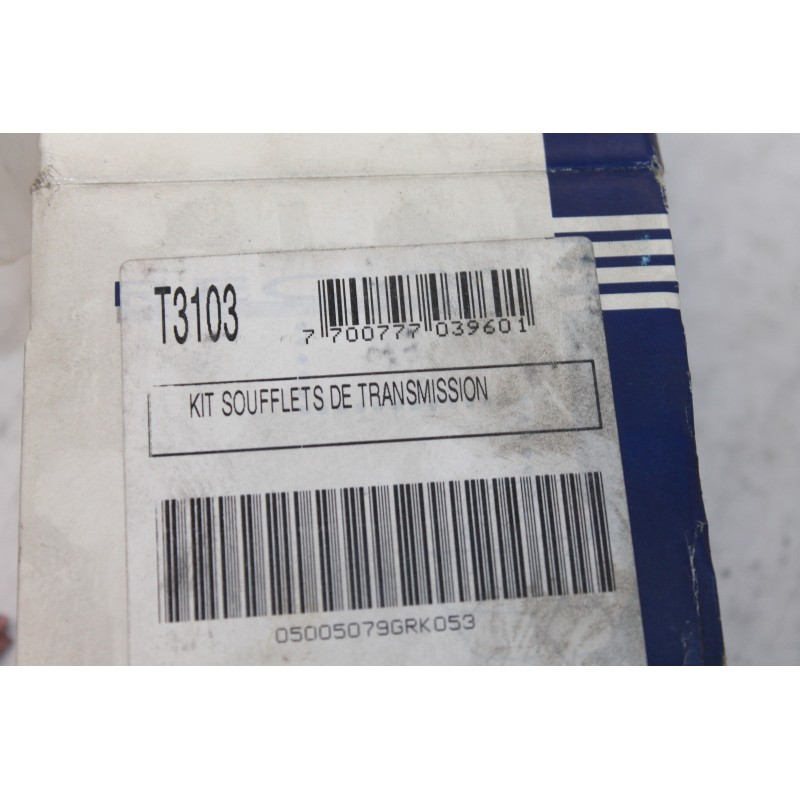 T3103
7 700777 039601
KIT SOUFFLETS DE TRANSMISSION
05005079GRK053